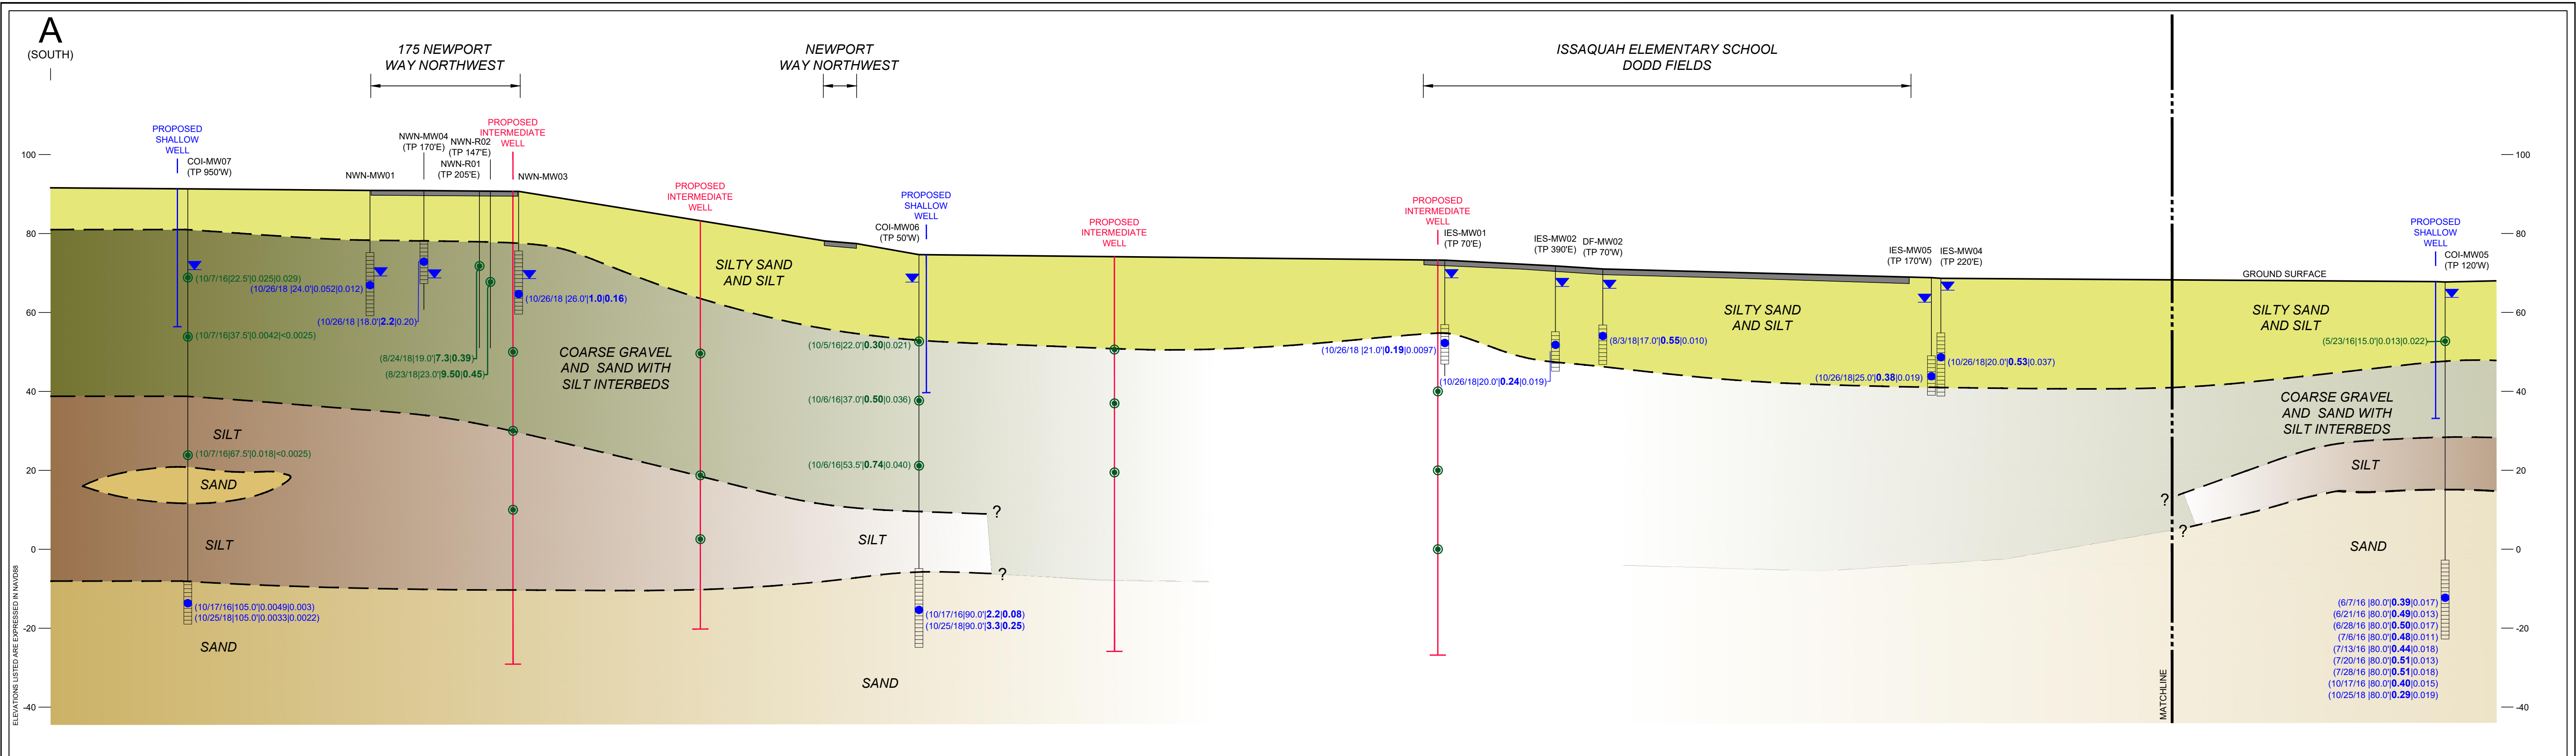 A
(SOUTH)
175 NEWPORT
WAY NORTHWEST
NEWPORT
WAY NORTHWEST
ISSAQUAH ELEMENTARY SCHOOL
DODD FIELDS
PROPOSED
SHALLOW
WELL
COI-MW07
(TP 950'W)
NWN-MW01
NWN-MW04
(TP 170'E)
NWN-R02
(TP 147'E)
NWN-R01
(TP 205'E)
PROPOSED
INTERMEDIATE
WELL
NWN-MW03
PROPOSED
INTERMEDIATE
WELL
COI-MW06
(TP 50'W)
PROPOSED
SHALLOW
WELL
PROPOSED
INTERMEDIATE
WELL
PROPOSED
INTERMEDIATE
WELL
IES-MW01
(TP 70'E)
IES-MW02
(TP 390'E)
DF-MW02
(TP 70'W)
IES-MW05
(TP 170'W)
IES-MW04
(TP 220'E)
GROUND SURFACE
PROPOSED
SHALLOW
WELL
COI-MW05
(TP 120'W)
100
80
60
40
20
0
-20
-40
100
80
60
40
20
0
-20
-40
(10/7/16|22.5'|0.025|0.029)
(10/26/18 |24.0'|0.052|0.012)
(10/26/18 |26.0'|1.0|0.16)
(10/26/18 |18.0'|2.2|0.20)
(10/7/16|37.5'|0.0042|<0.0025)
(8/24/18|19.0'|7.3|0.39)
(8/23/18|23.0'|9.50|0.45)
(10/7/16|67.5'|0.018|<0.0025)
(10/17/16|105.0'|0.0049|0.003)
(10/25/18|105.0'|0.0033|0.0022)
(10/5/16|22.0'|0.30|0.021)
(10/6/16|37.0'|0.50|0.036)
(10/6/16|53.5'|0.74|0.040)
(10/17/16|90.0'|2.2|0.08)
(10/25/18|90.0'|3.3|0.25)
(10/26/18 |21.0'|0.19|0.0097)
(10/26/18|20.0'|0.24|0.019)
(8/3/18|17.0'|0.55|0.010)
(10/26/18|25.0'|0.38|0.019)
(10/26/18|20.0'|0.53|0.037)
(5/23/16|15.0'|0.013|0.022)
(6/7/16 |80.0'|0.39|0.017)
(6/21/16 |80.0'|0.49|0.013)
(6/28/16 |80.0'|0.50|0.017)
(7/6/16 |80.0'|0.48|0.011)
(7/13/16 |80.0'|0.44|0.018)
(7/20/16 |80.0'|0.51|0.013)
(7/28/16 |80.0'|0.51|0.018)
(10/17/16 |80.0'|0.40|0.015)
(10/25/18 |80.0'|0.29|0.019)
SILTY SAND
AND SILT
COARSE GRAVEL
AND SAND WITH
SILT INTERBEDS
SILT
SAND
SILT
SAND
SILT
SAND
?
?
SILTY SAND
AND SILT
SILTY SAND
AND SILT
COARSE GRAVEL
AND SAND WITH
SILT INTERBEDS
SILT
SAND
?
?
MATCHLINE
ELEVATIONS LISTED ARE EXPRESSED IN NAVD88